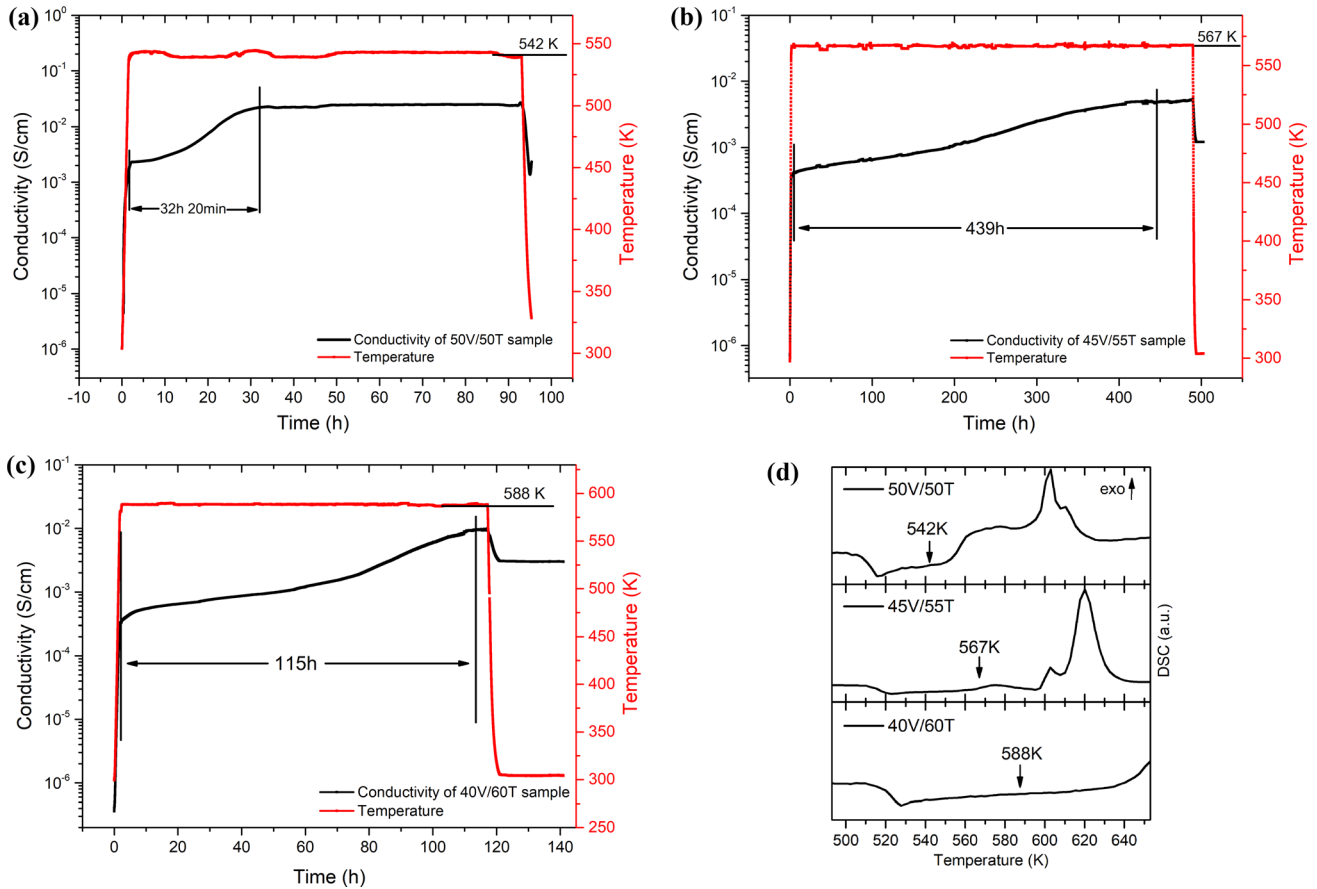 (a)
10^0
10^-1
10^-2
10^-3
10^-4
10^-5
10^-6
Conductivity (S/cm)
542 K
32h 20min
Conductivity of 50V/50T sample
Temperature
550
500
450
400
350
300
Temperature (K)
-10 0 10 20 30 40 50 60 70 80 90 100
Time (h)
(b)
10^-1
10^-2
10^-3
10^-4
10^-5
10^-6
Conductivity (S/cm)
567 K
439h
Conductivity of 45V/55T sample
Temperature
550
500
450
400
350
300
Temperature (K)
0 100 200 300 400 500
Time (h)
(c)
10^-1
10^-2
10^-3
10^-4
10^-5
10^-6
Conductivity (S/cm)
588 K
115h
Conductivity of 40V/60T sample
Temperature
600
550
500
450
400
350
300
250
Temperature (K)
0 20 40 60 80 100 120 140
Time (h)
(d)
50V/50T
exo
542K
45V/55T
567K
40V/60T
588K
DSC (a.u.)
500 520 540 560 580 600 620 640
Temperature (K)